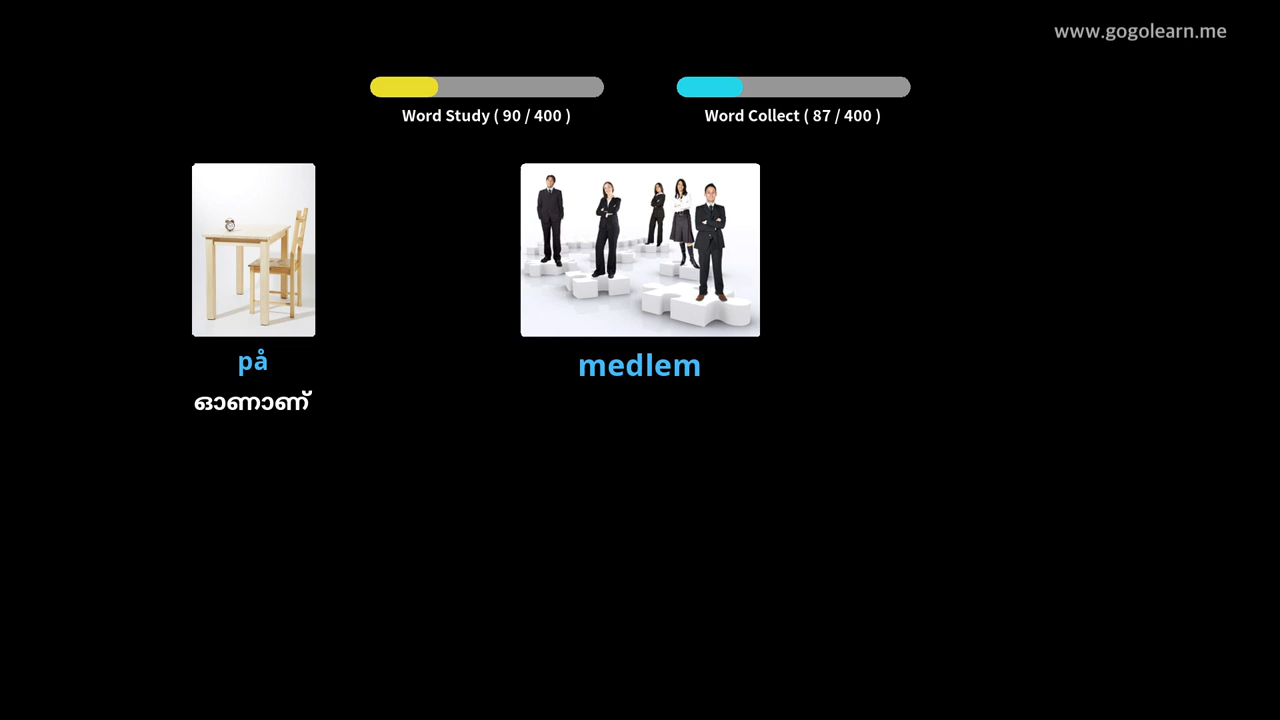 www.gogolearn.me
Word Study ( 90 / 400 )
Word Collect ( 87 / 400 )
på
medlem
ഓണാണ്